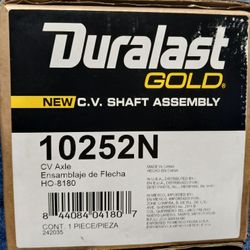 Duralast
GOLD
NEW C.V. SHAFT ASSEMBLY
10252N
CV Axle
Ensamblaje de Flecha
HO-8180
MADE IN CHINA
HECHO EN CHINA
8 44084 04180 7
CONT. 1 PIECE/PIEZA
242035